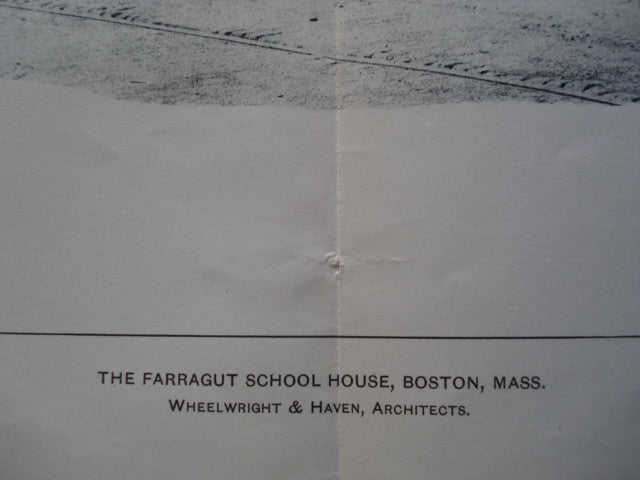 THE FARRAGUT SCHOOL HOUSE, BOSTON, MASS.
WHEELWRIGHT & HAVEN, ARCHITECTS.